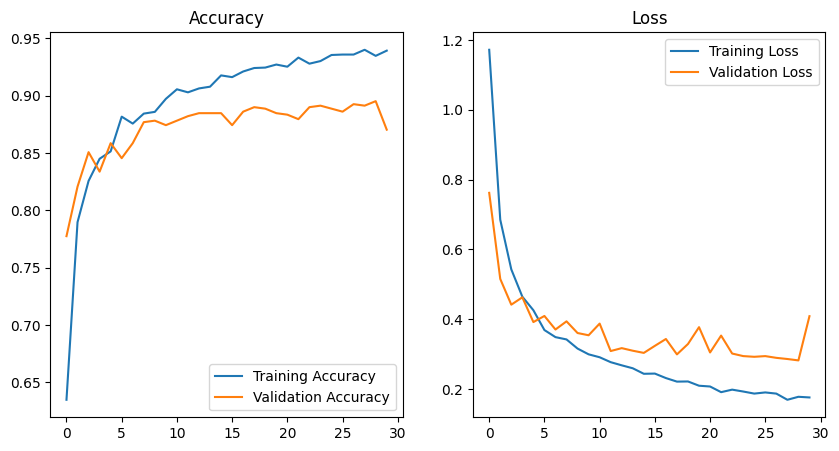 Accuracy
0.95
0.90
0.85
0.80
0.75
0.70
0.65
0 5 10 15 20 25 30
Training Accuracy
Validation Accuracy
Loss
1.2
1.0
0.8
0.6
0.4
0.2
0 5 10 15 20 25 30
Training Loss
Validation Loss